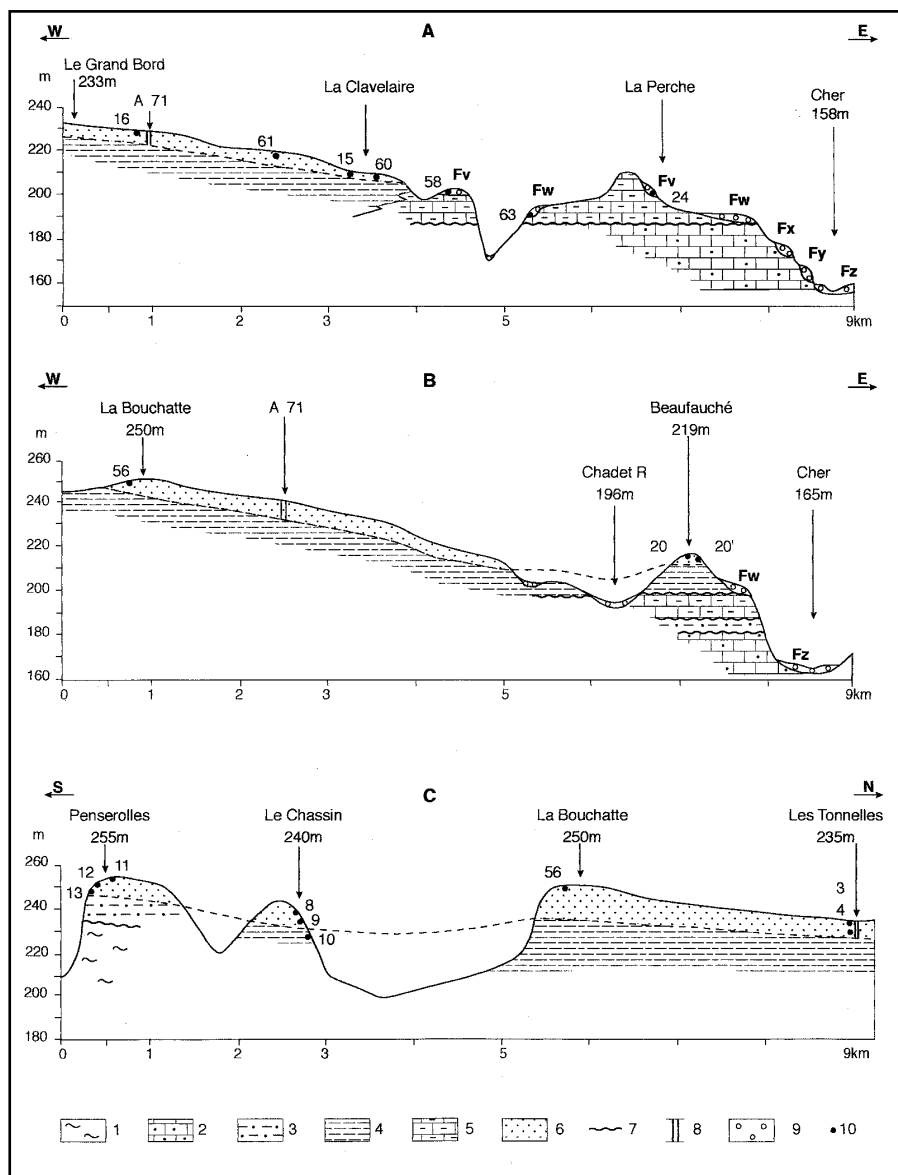 W A E
Le Grand Bord
233m
m
A 71
La Clavelaire
La Perche
Cher
158m
240
220
200
180
160
16
61
15 60
58 Fv
63 Fw
Fv
24
Fw
Fx
Fy
Fz
0 1 2 3 5 9km
W B E
La Bouchatte
250m
A 71
Beaufauché
219m
m
Chadet R
196m
Cher
165m
260
240
220
200
180
160
56
20 20'
Fw
Fz
0 1 2 3 5 9km
S C N
Penserolles
255m
Le Chassin
240m
La Bouchatte
250m
Les Tonnelles
235m
m
260
240
220
200
180
12 11
13
8
9
10
56
3
4
0 1 2 3 5 9km
1 2 3 4 5 6 7 8 9 10